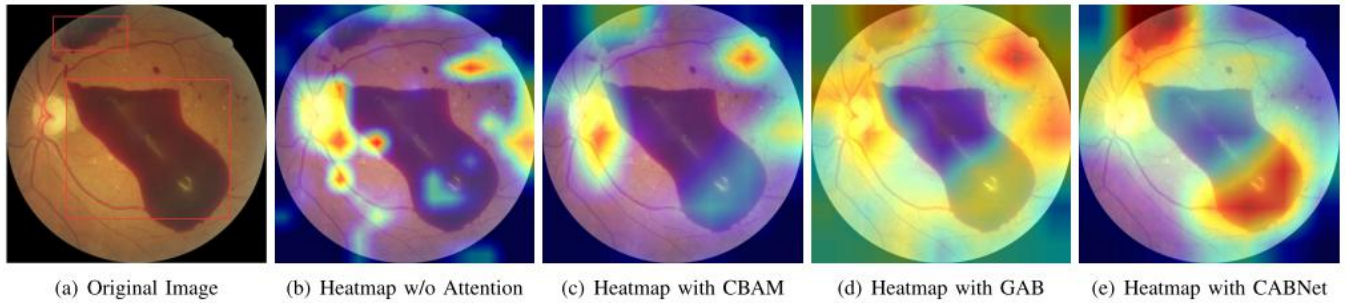 (a) Original Image
(b) Heatmap w/o Attention
(c) Heatmap with CBAM
(d) Heatmap with GAB
(e) Heatmap with CABNet